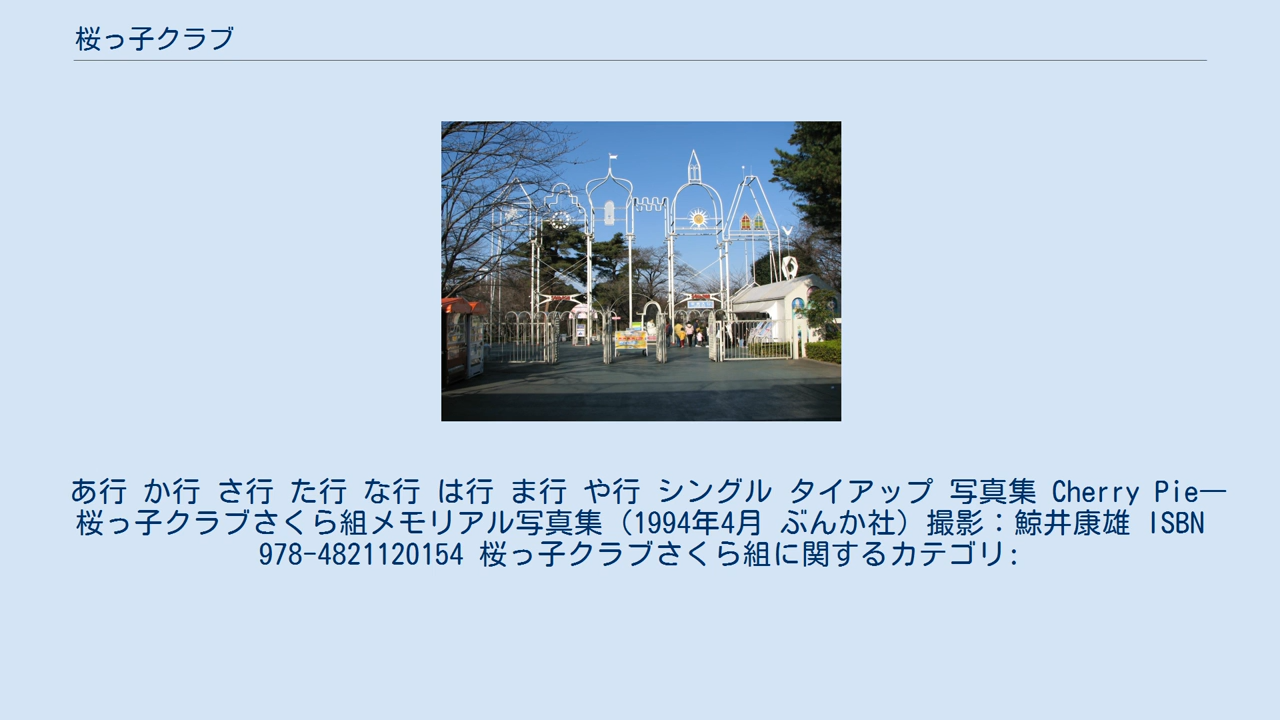 桜っ子クラブ
あ行 か行 さ行 た行 な行 は行 ま行 や行 シングル タイアップ 写真集 Cherry Pie―
桜っ子クラブさくら組メモリアル写真集（1994年4月 ぶんか社）撮影：鯨井康雄 ISBN
978-4821120154 桜っ子クラブさくら組に関するカテゴリ: